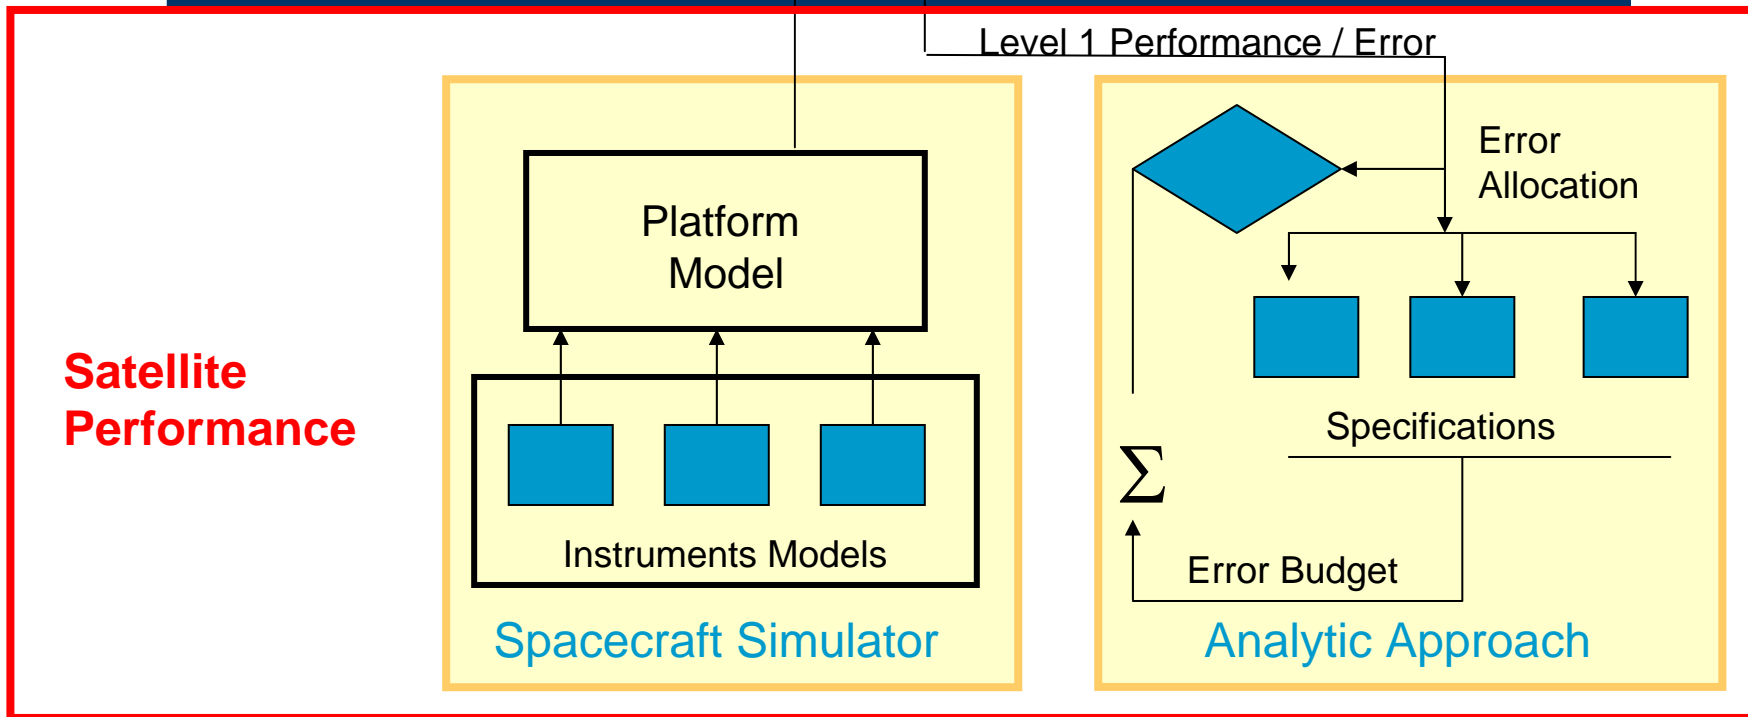 Level 1 Performance / Error
Error
Allocation
Platform
Model
Satellite
Performance
Specifications
Σ
Instruments Models
Error Budget
Spacecraft Simulator
Analytic Approach